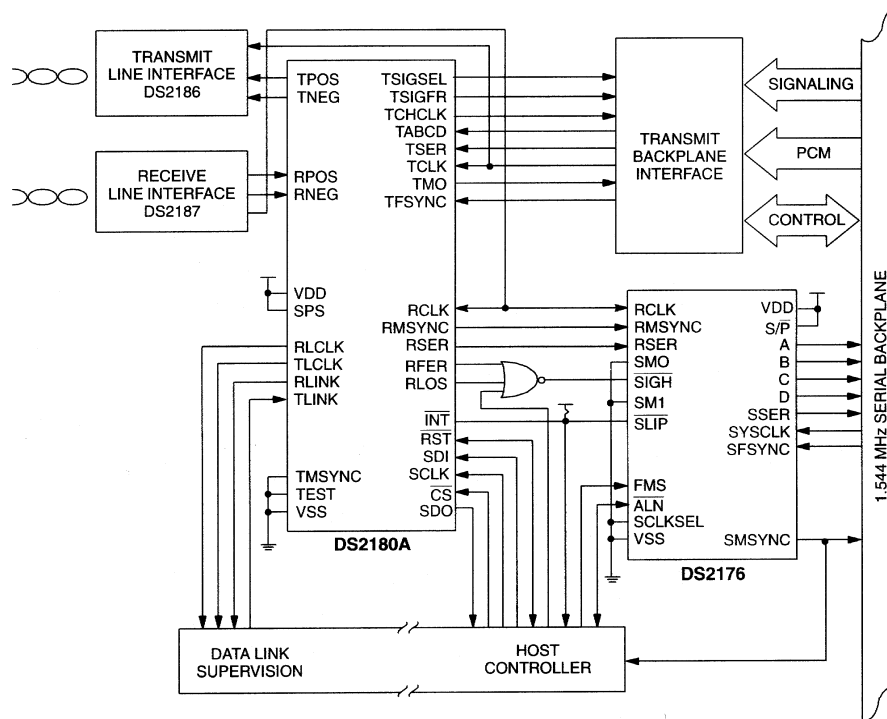 TRANSMIT
LINE INTERFACE
DS2186
RECEIVE
LINE INTERFACE
DS2187
TPOS
TNEG
RPOS
RNEG
VDD
SPS
RLCLK
TLCLK
RLINK
TLINK
TMSYNC
TEST
VSS
TSIGSEL
TSIGFR
TCHCLK
TABCD
TSER
TCLK
TMO
TFSYNC
RCLK
RMSYNC
RSER
RFER
RLOS
INT
RST
SDI
SCLK
CS
SDO
DS2180A
TRANSMIT
BACKPLANE
INTERFACE
SIGNALING
PCM
CONTROL
RCLK
RMSYNC
RSER
SMO
SIGH
SM1
SLIP
FMS
ALN
SCLKSEL
VSS
VDD
S/P
A
B
C
D
SSER
SYSCLK
SFSYNC
SMSYNC
DS2176
1.544 MHz SERIAL BACKPLANE
DATA LINK
SUPERVISION
HOST
CONTROLLER